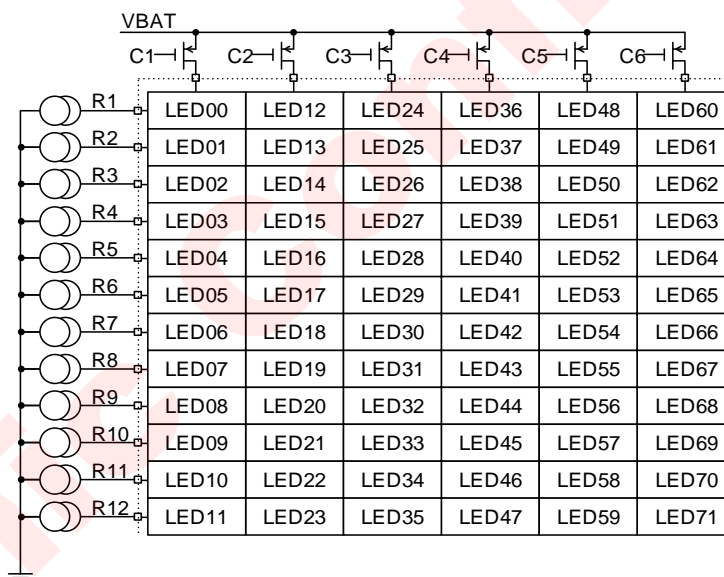 VBAT
C1 C2 C3 C4 C5 C6
R1 LED00 LED12 LED24 LED36 LED48 LED60
R2 LED01 LED13 LED25 LED37 LED49 LED61
R3 LED02 LED14 LED26 LED38 LED50 LED62
R4 LED03 LED15 LED27 LED39 LED51 LED63
R5 LED04 LED16 LED28 LED40 LED52 LED64
R6 LED05 LED17 LED29 LED41 LED53 LED65
R7 LED06 LED18 LED30 LED42 LED54 LED66
R8 LED07 LED19 LED31 LED43 LED55 LED67
R9 LED08 LED20 LED32 LED44 LED56 LED68
R10 LED09 LED21 LED33 LED45 LED57 LED69
R11 LED10 LED22 LED34 LED46 LED58 LED70
R12 LED11 LED23 LED35 LED47 LED59 LED71